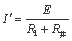 I' = E / (R₁ + R并)